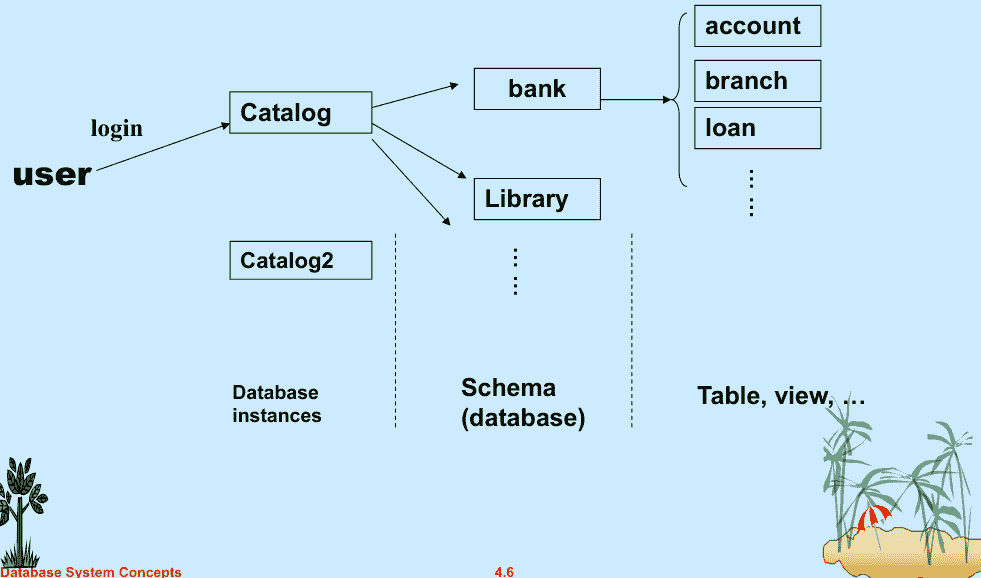 account
bank
branch
Catalog
login
loan
user
Library
⋮
⋮
Catalog2
⋮
⋮
Database
instances
Schema
(database)
Table, view, …
Database System Concepts
4.6